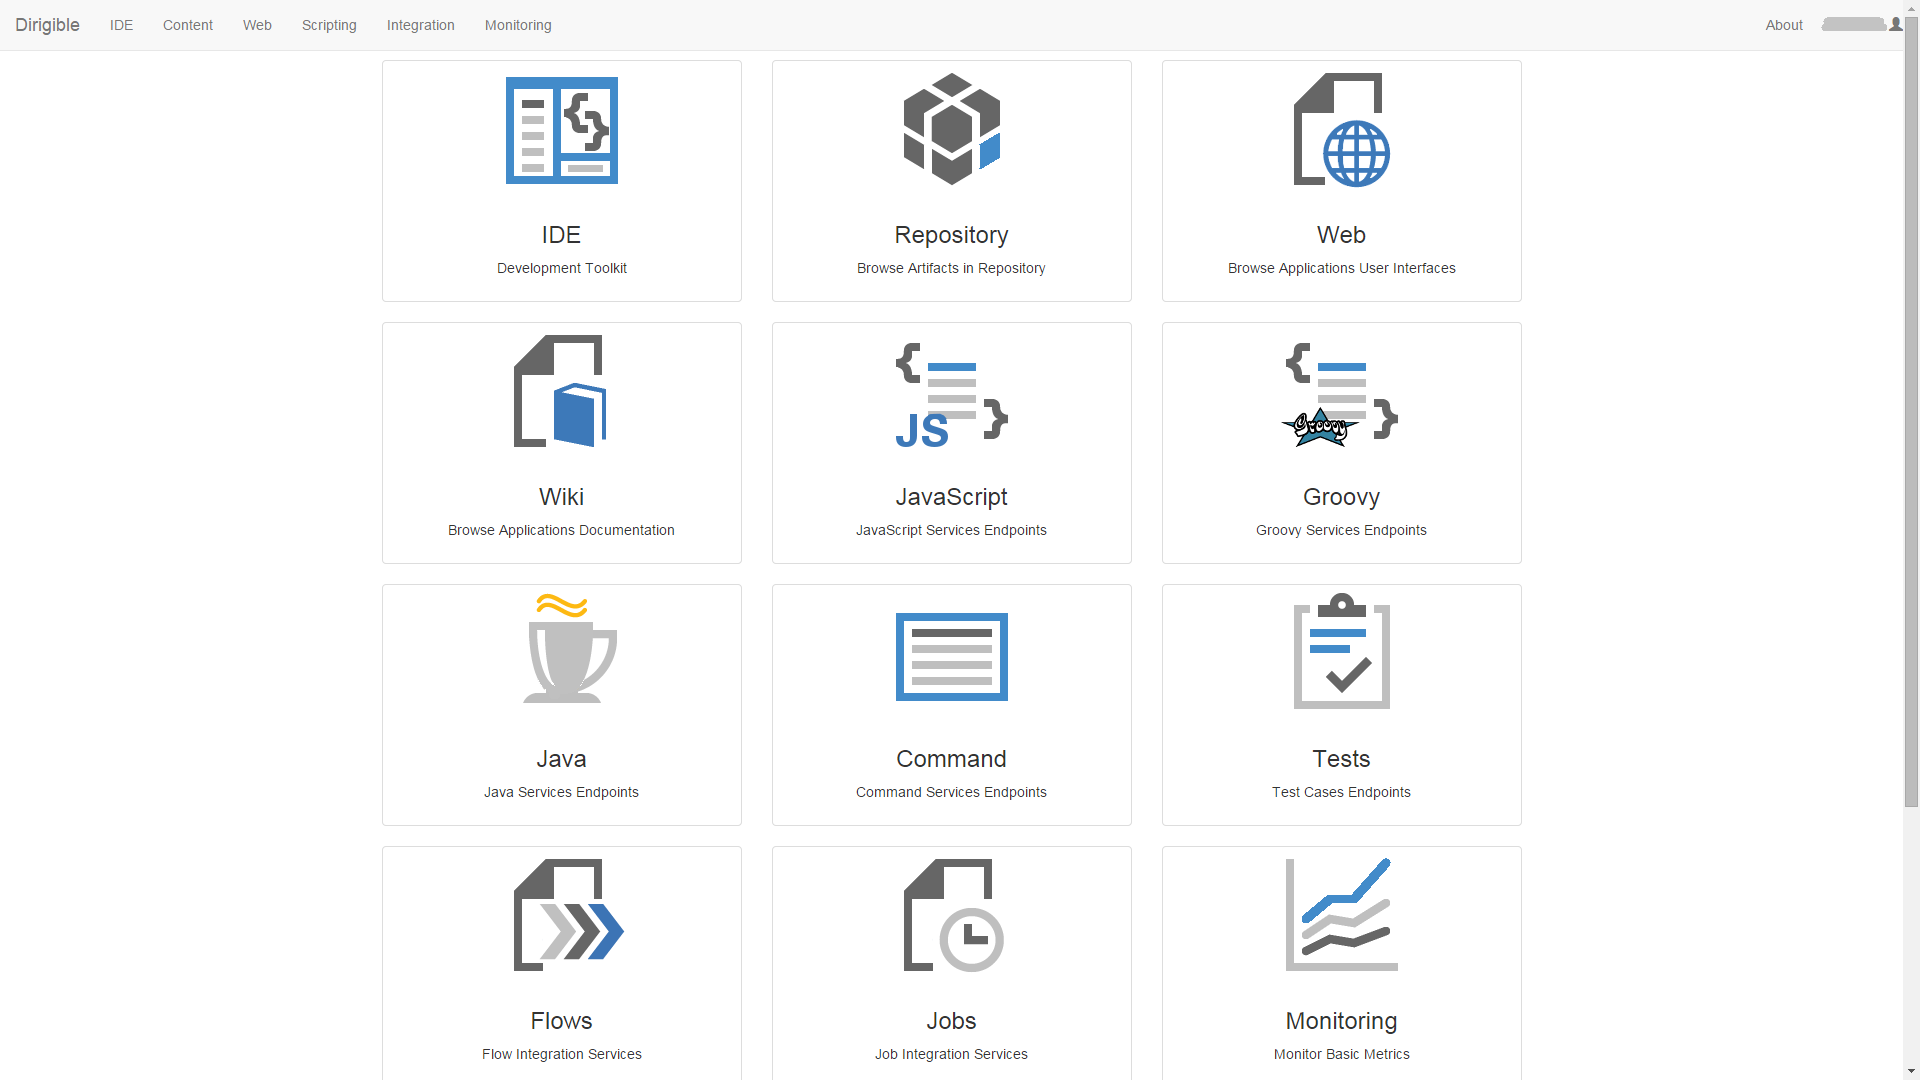 Dirigible IDE Content Web Scripting Integration Monitoring About
IDE
Development Toolkit
Repository
Browse Artifacts in Repository
Web
Browse Applications User Interfaces
Wiki
Browse Applications Documentation
JS
JavaScript
JavaScript Services Endpoints
Groovy
Groovy
Groovy Services Endpoints
Java
Java Services Endpoints
Command
Command Services Endpoints
Tests
Test Cases Endpoints
Flows
Flow Integration Services
Jobs
Job Integration Services
Monitoring
Monitor Basic Metrics